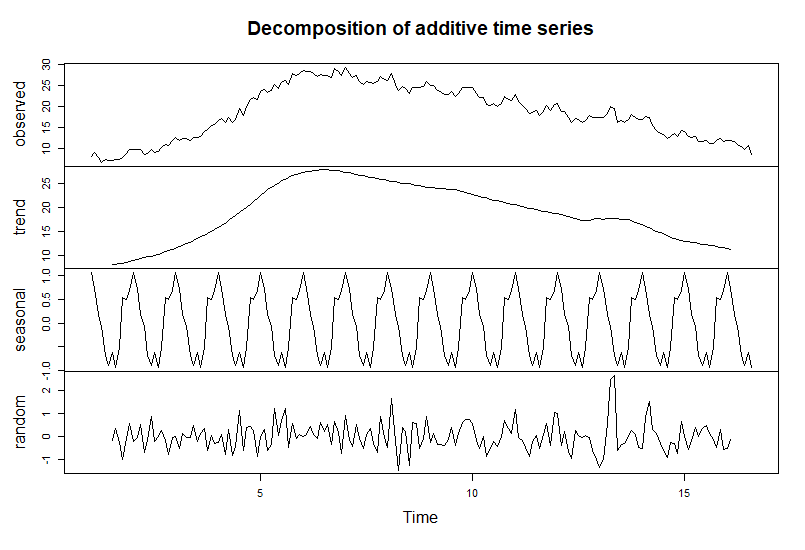 Decomposition of additive time series
observed
10 15 20 25 30
trend
10 15 20 25
seasonal
-1.0 0.0 0.5 1.0
random
-1 0 1 2
5 10 15
Time